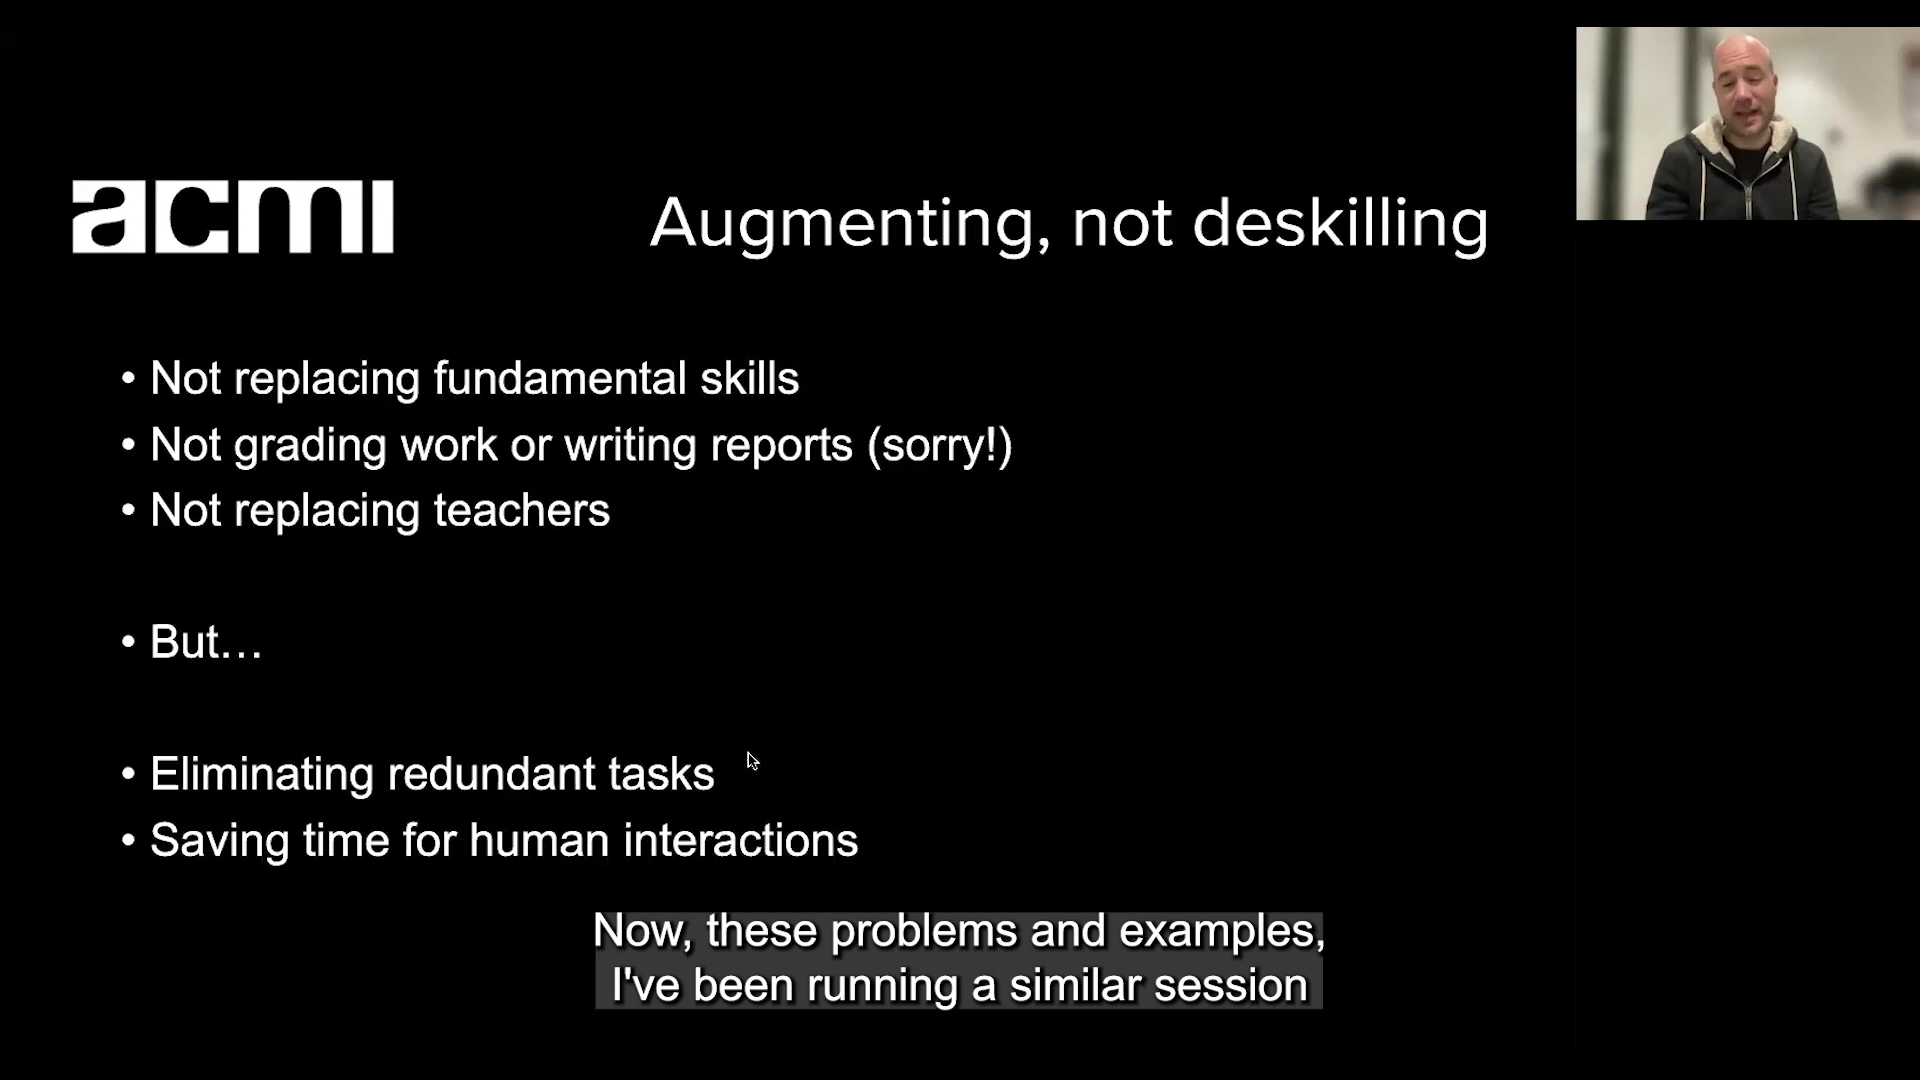 acmi
Augmenting, not deskilling
• Not replacing fundamental skills
• Not grading work or writing reports (sorry!)
• Not replacing teachers
• But…
• Eliminating redundant tasks
• Saving time for human interactions
Now, these problems and examples,
I've been running a similar session